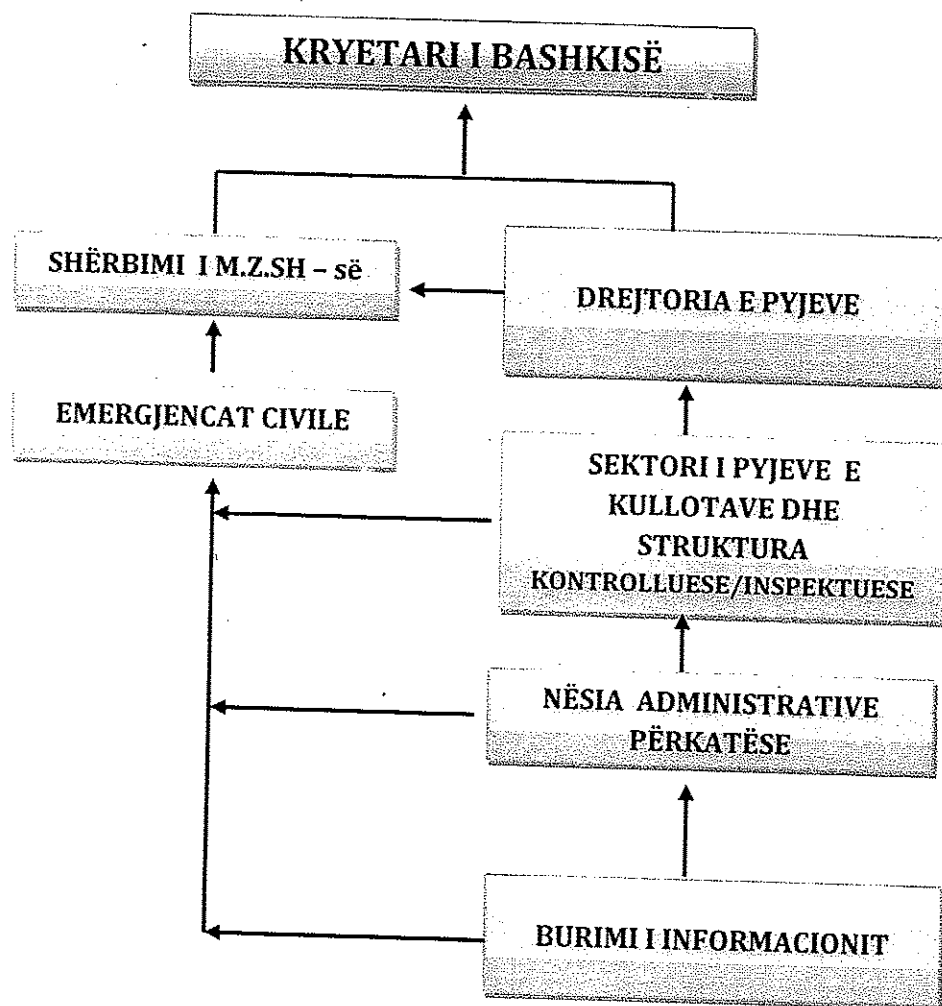 KRYETARI I BASHKISË
SHËRBIMI I M.Z.SH – së
DREJTORIA E PYJEVE
EMERGJENCAT CIVILE
SEKTORI I PYJEVE E
KULLOTAVE DHE
STRUKTURA
KONTROLLUESE/INSPEKTUESE
NËSIA ADMINISTRATIVE
PËRKATËSE
BURIMI I INFORMACIONIT